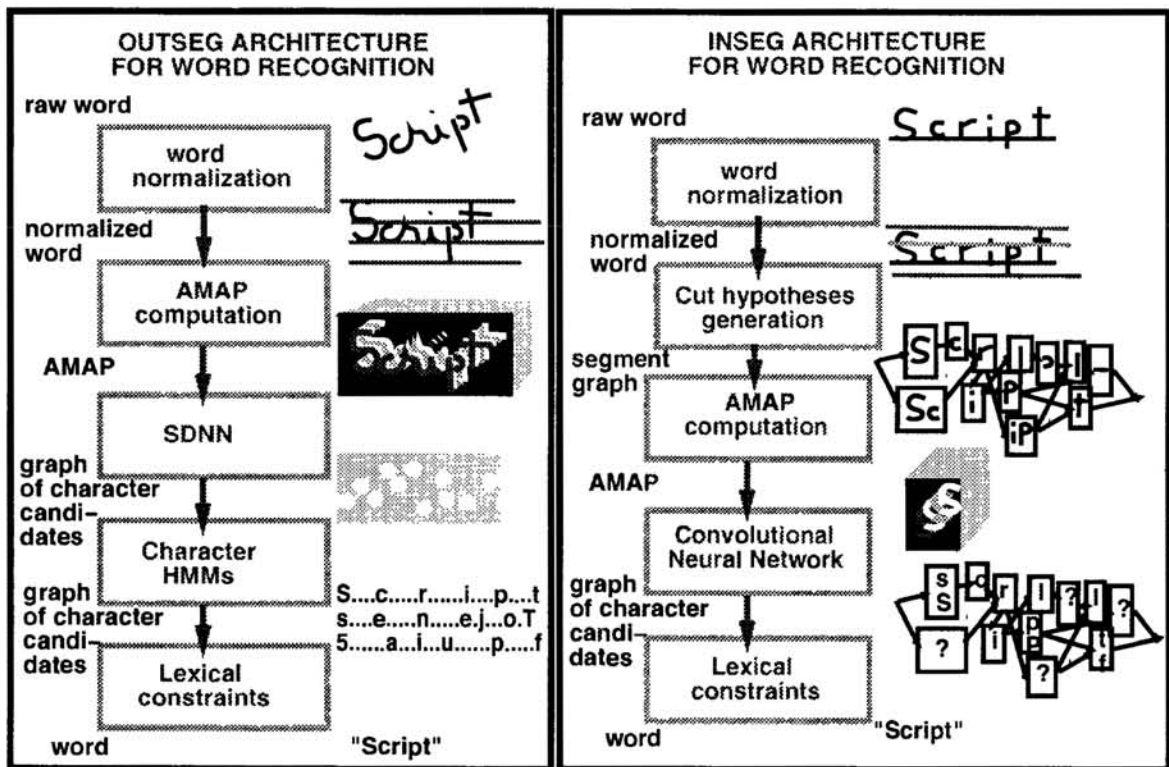 OUTSEG ARCHITECTURE
FOR WORD RECOGNITION
raw word
Script
word
normalization
normalized
word
Script
AMAP
computation
AMAP
Script
SDNN
graph
of character
candi-
dates
Character
HMMs
graph
of character
candi-
dates
S....c.....r......i...p....t
s....e.....n....e.j...o.T
5......a...i...u......p....f
Lexical
constraints
word
"Script"
INSEG ARCHITECTURE
FOR WORD RECOGNITION
raw word
Script
word
normalization
normalized
word
Script
Cut hypotheses
generation
segment
graph
S c r
Sc i p t
ip
AMAP
computation
AMAP
S
Convolutional
Neural Network
graph
of character
candi-
dates
s
S
r l ? l ?
? i p t
p f
?
Lexical
constraints
word
"Script"